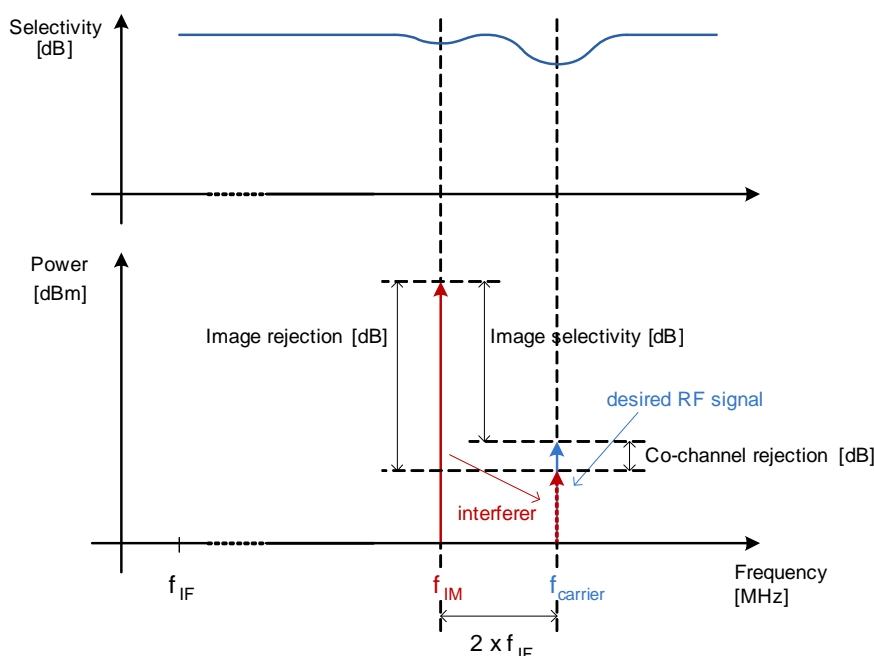 Selectivity
[dB]
Power
[dBm]
Image rejection [dB]
Image selectivity [dB]
desired RF signal
Co-channel rejection [dB]
interferer
f IF
f IM
f carrier
Frequency
[MHz]
2 x f IF